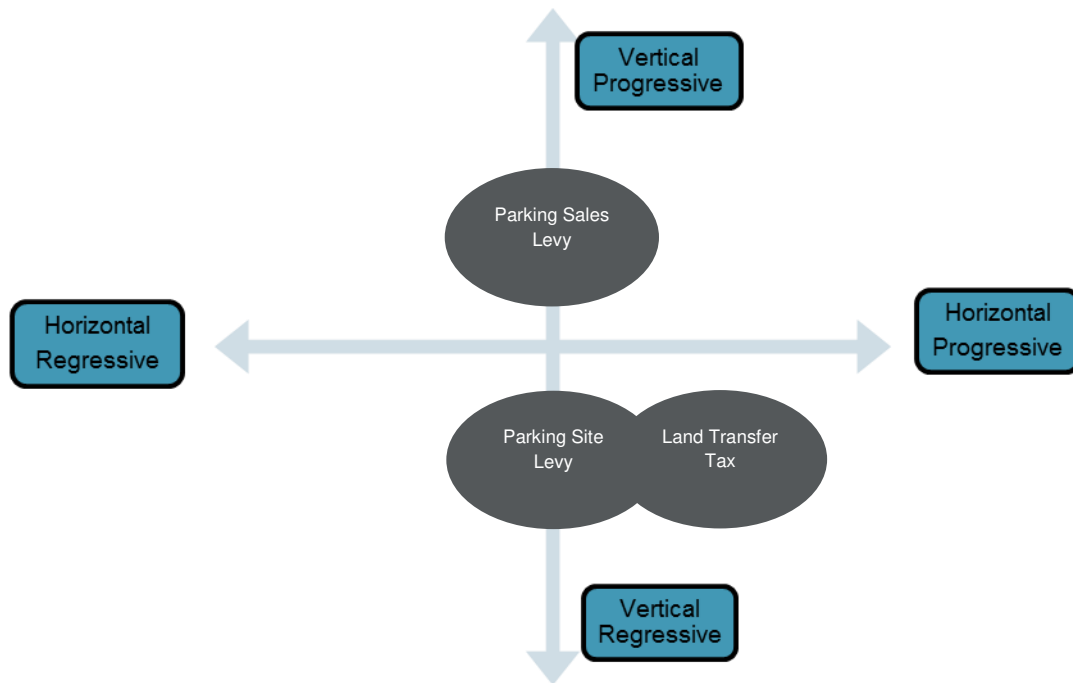 Vertical
Progressive
Parking Sales
Levy
Horizontal
Regressive
Horizontal
Progressive
Parking Site
Levy
Land Transfer
Tax
Vertical
Regressive